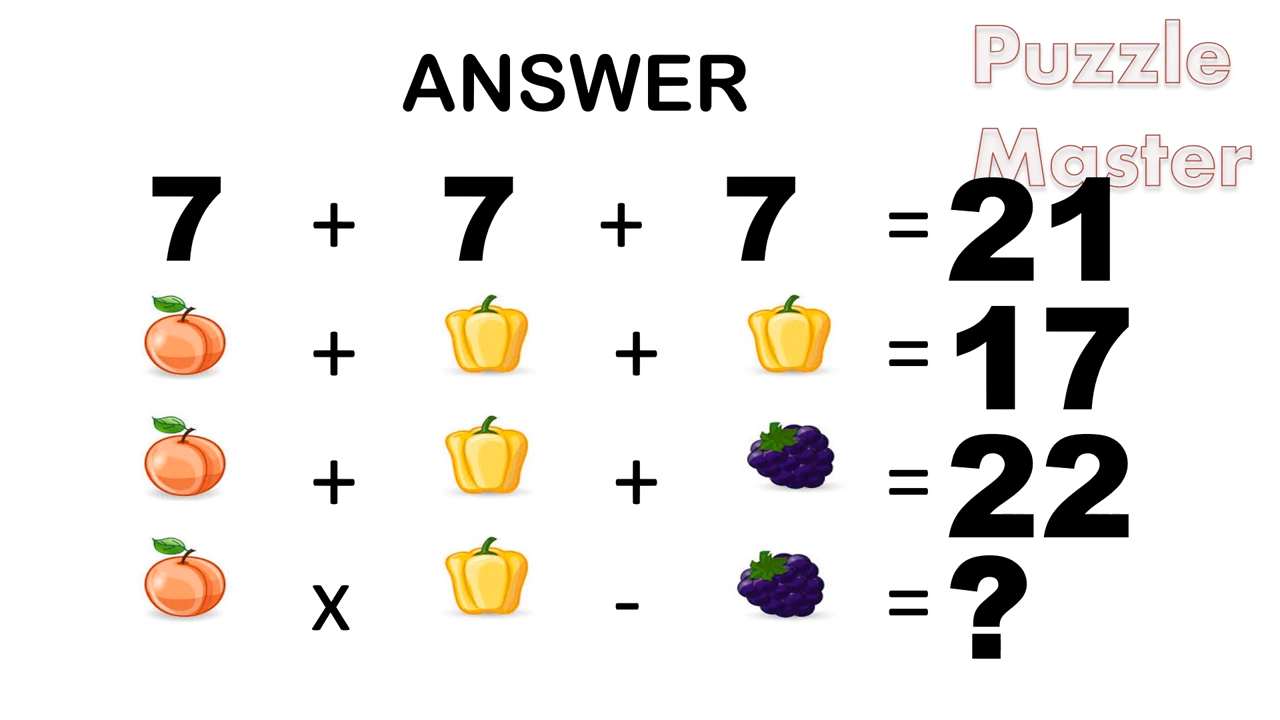 ANSWER
Puzzle
Master
7 + 7 + 7 = 21
+ + = 17
+ + = 22
x - = ?